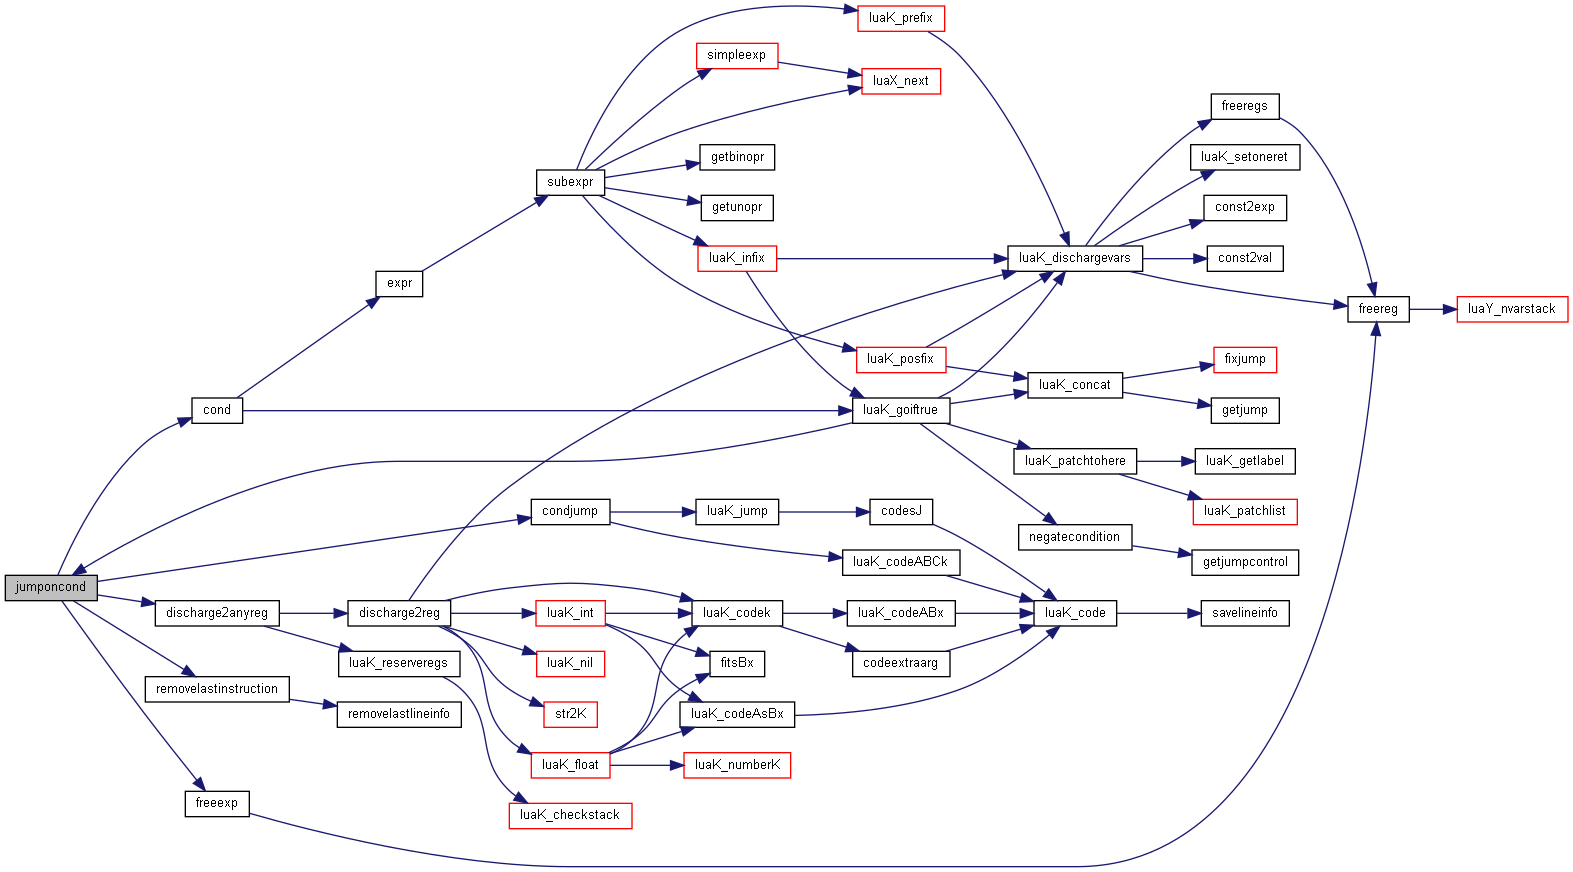 luaK_prefix
simpleexp
luaX_next
freeregs
getbinopr
luaK_setoneret
subexpr
getunopr
const2exp
luaK_infix
luaK_dischargevars
const2val
expr
freereg
luaY_nvarstack
luaK_posfix
fixjump
luaK_concat
cond
luaK_goiftrue
getjump
luaK_patchtohere
luaK_getlabel
condjump
luaK_jump
codesJ
luaK_patchlist
negatecondition
luaK_codeABCk
getjumpcontrol
jumponcond
discharge2anyreg
discharge2reg
luaK_int
luaK_codek
luaK_codeABx
luaK_code
savelineinfo
luaK_reserveregs
luaK_nil
fitsBx
codeextraarg
removelastinstruction
removelastlineinfo
str2K
luaK_codeAsBx
luaK_float
luaK_numberK
freeexp
luaK_checkstack